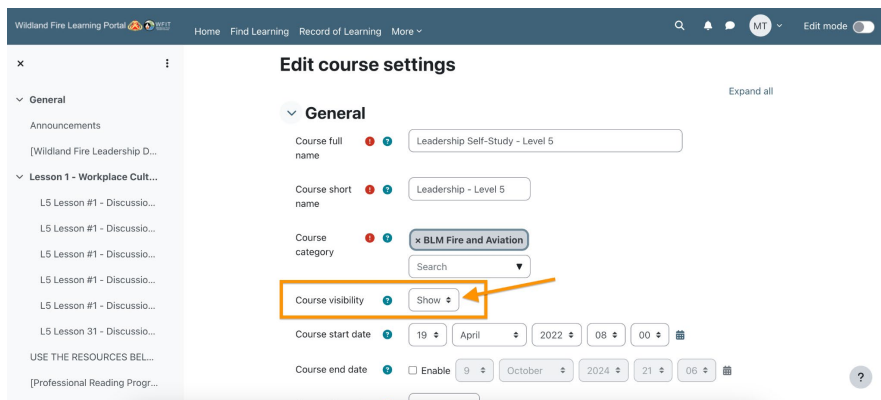 Wildland Fire Learning Portal WFIT
Home Find Learning Record of Learning More
MT
Edit mode
Edit course settings
Expand all
General
Announcements
[Wildland Fire Leadership D...
Lesson 1 - Workplace Cult...
L5 Lesson #1 - Discussio...
L5 Lesson #1 - Discussio...
L5 Lesson #1 - Discussio...
L5 Lesson #1 - Discussio...
L5 Lesson #1 - Discussio...
L5 Lesson 31 - Discussio...
USE THE RESOURCES BEL...
[Professional Reading Progr...
General
Course full name ! ? Leadership Self-Study - Level 5
Course short name ! ? Leadership - Level 5
Course category ! ? × BLM Fire and Aviation
Search
Course visibility ? Show
Course start date ? 19 April 2022 08 00
Course end date ? Enable 9 October 2024 21 06
?